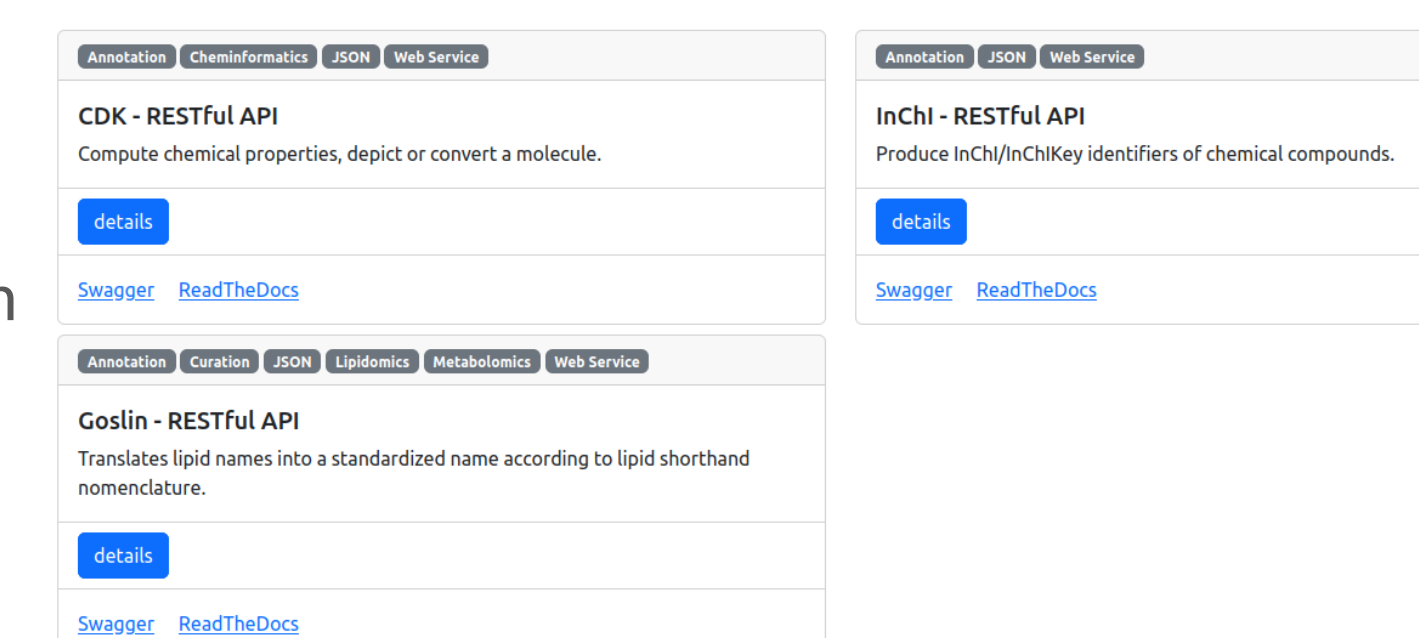 Annotation Cheminformatics JSON Web Service
CDK - RESTful API
Compute chemical properties, depict or convert a molecule.
details
Swagger ReadTheDocs
Annotation JSON Web Service
InChI - RESTful API
Produce InChI/InChIKey identifiers of chemical compounds.
details
Swagger ReadTheDocs
n
Annotation Curation JSON Lipidomics Metabolomics Web Service
Goslin - RESTful API
Translates lipid names into a standardized name according to lipid shorthand
nomenclature.
details
Swagger ReadTheDocs